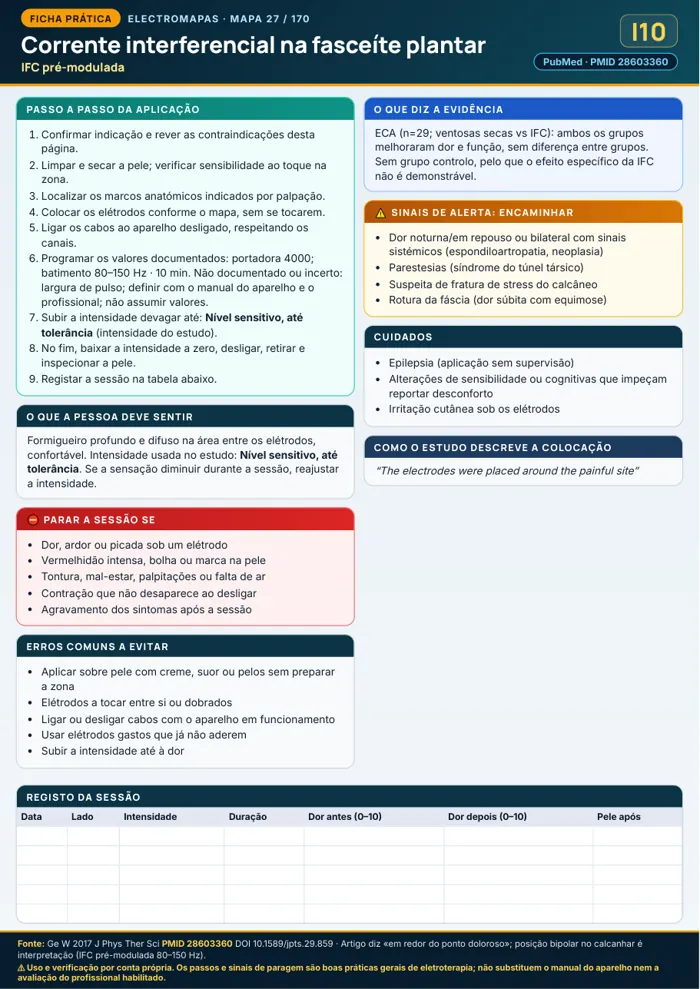 FICHA PRÁTICA ELECTROMAPAS · MAPA 27 / 170
Corrente interferencial na fasceíte plantar
IFC pré-modulada
I10
PubMed · PMID 28603360
PASSO A PASSO DA APLICAÇÃO
1. Confirmar indicação e rever as contraindicações desta
página.
2. Limpar e secar a pele; verificar sensibilidade ao toque na
zona.
3. Localizar os marcos anatómicos indicados por palpação.
4. Colocar os elétrodos conforme o mapa, sem se tocarem.
5. Ligar os cabos ao aparelho desligado, respeitando os
canais.
6. Programar os valores documentados: portadora 4000;
batimento 80–150 Hz · 10 min. Não documentado ou incerto:
largura de pulso; definir com o manual do aparelho e o
profissional; não assumir valores.
7. Subir a intensidade devagar até: Nível sensitivo, até
tolerância (intensidade do estudo).
8. No fim, baixar a intensidade a zero, desligar, retirar e
inspecionar a pele.
9. Registar a sessão na tabela abaixo.
O QUE A PESSOA DEVE SENTIR
Formigueiro profundo e difuso na área entre os elétrodos,
confortável. Intensidade usada no estudo: Nível sensitivo, até
tolerância. Se a sensação diminuir durante a sessão, reajustar
a intensidade.
⛔ PARAR A SESSÃO SE
• Dor, ardor ou picada sob um elétrodo
• Vermelhidão intensa, bolha ou marca na pele
• Tontura, mal-estar, palpitações ou falta de ar
• Contração que não desaparece ao desligar
• Agravamento dos sintomas após a sessão
ERROS COMUNS A EVITAR
• Aplicar sobre pele com creme, suor ou pelos sem preparar
a zona
• Elétrodos a tocar entre si ou dobrados
• Ligar ou desligar cabos com o aparelho em funcionamento
• Usar elétrodos gastos que já não aderem
• Subir a intensidade até à dor
O QUE DIZ A EVIDÊNCIA
ECA (n=29; ventosas secas vs IFC): ambos os grupos
melhoraram dor e função, sem diferença entre grupos.
Sem grupo controlo, pelo que o efeito específico da IFC
não é demonstrável.
⚠ SINAIS DE ALERTA: ENCAMINHAR
• Dor noturna/em repouso ou bilateral com sinais
sistémicos (espondiloartropatia, neoplasia)
• Parestesias (síndrome do túnel társico)
• Suspeita de fratura de stress do calcâneo
• Rotura da fáscia (dor súbita com equimose)
CUIDADOS
• Epilepsia (aplicação sem supervisão)
• Alterações de sensibilidade ou cognitivas que impeçam
reportar desconforto
• Irritação cutânea sob os elétrodos
COMO O ESTUDO DESCREVE A COLOCAÇÃO
“The electrodes were placed around the painful site”
REGISTO DA SESSÃO
Data Lado Intensidade Duração Dor antes (0–10) Dor depois (0–10) Pele após
Fonte: Ge W 2017 J Phys Ther Sci PMID 28603360 DOI 10.1589/jpts.29.859 · Artigo diz «em redor do ponto doloroso»; posição bipolar no calcanhar é
interpretação (IFC pré-modulada 80–150 Hz).
⚠ Uso e verificação por conta própria. Os passos e sinais de paragem são boas práticas gerais de eletroterapia; não substituem o manual do aparelho nem a
avaliação do profissional habilitado.